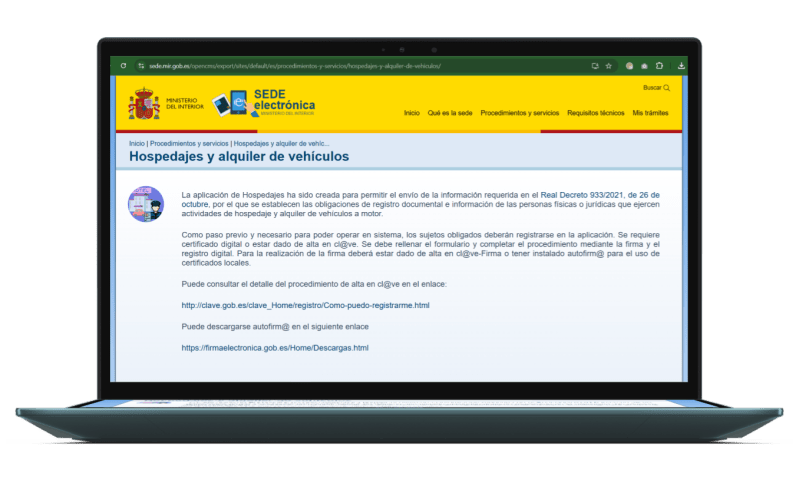 sede.mir.gob.es/opencms/export/sites/default/es/procedimientos-y-servicios/hospedajes-y-alquiler-de-vehiculos/
Buscar
MINISTERIO
DEL INTERIOR
SEDE
electrónica
MINISTERIO DEL INTERIOR
Inicio Qué es la sede Procedimientos y servicios Requisitos técnicos Mis trámites
Inicio | Procedimientos y servicios | Hospedajes y alquiler de vehíc...
Hospedajes y alquiler de vehículos
La aplicación de Hospedajes ha sido creada para permitir el envío de la información requerida en el Real Decreto 933/2021, de 26 de
octubre, por el que se establecen las obligaciones de registro documental e información de las personas físicas o jurídicas que ejercen
actividades de hospedaje y alquiler de vehículos a motor.
Como paso previo y necesario para poder operar en sistema, los sujetos obligados deberán registrarse en la aplicación. Se requiere
certificado digital o estar dado de alta en cl@ve. Se debe rellenar el formulario y completar el procedimiento mediante la firma y el
registro digital. Para la realización de la firma deberá estar dado de alta en cl@ve-Firma o tener instalado autofirm@ para el uso de
certificados locales.
Puede consultar el detalle del procedimiento de alta en cl@ve en el enlace:
http://clave.gob.es/clave_Home/registro/Como-puedo-registrarme.html
Puede descargarse autofirm@ en el siguiente enlace
https://firmaelectronica.gob.es/Home/Descargas.html